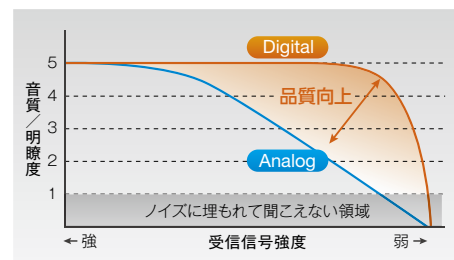 Digital
5
音質/明瞭度
品質向上
4
3
Analog
2
1
ノイズに埋もれて聞こえない領域
←強 受信信号強度 弱→